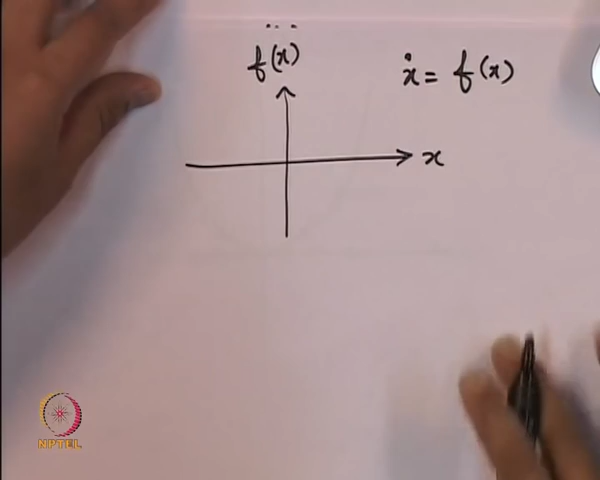 ...
f(x)
ẋ = f(x)
x
NPTEL